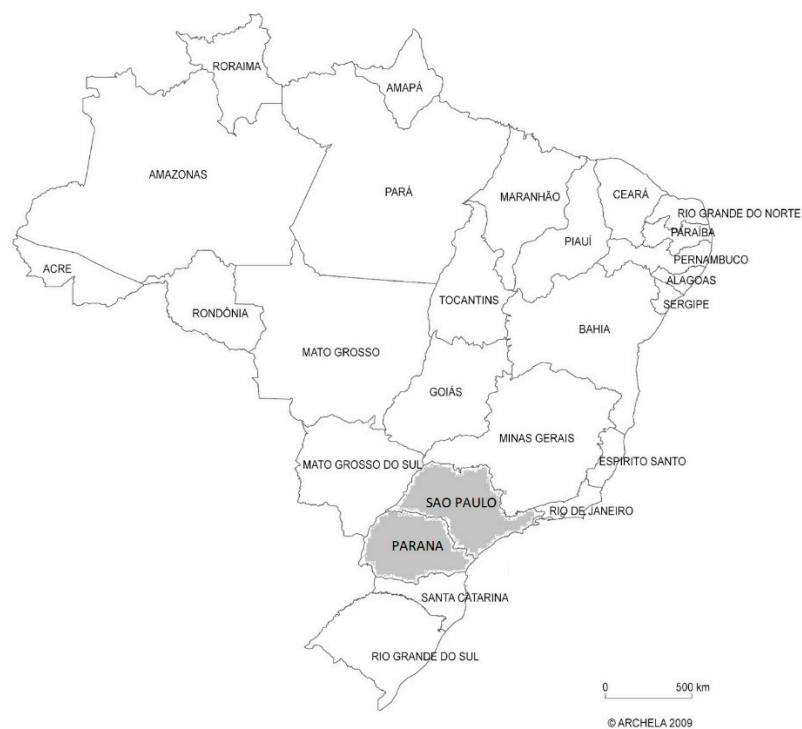 RORAIMA
AMAPÁ
AMAZONAS
PARÁ
MARANHÃO
CEARÁ
RIO GRANDE DO NORTE
PARAÍBA
PIAUÍ
PERNAMBUCO
ACRE
ALAGOAS
TOCANTINS
SERGIPE
RONDÔNIA
BAHIA
MATO GROSSO
GOIÁS
MINAS GERAIS
MATO GROSSO DO SUL
ESPIRITO SANTO
SAO PAULO
RIO DE JANEIRO
PARANA
SANTA CATARINA
RIO GRANDE DO SUL
0 500 km
© ARCHELA 2009